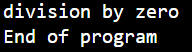 division by zero
End of program